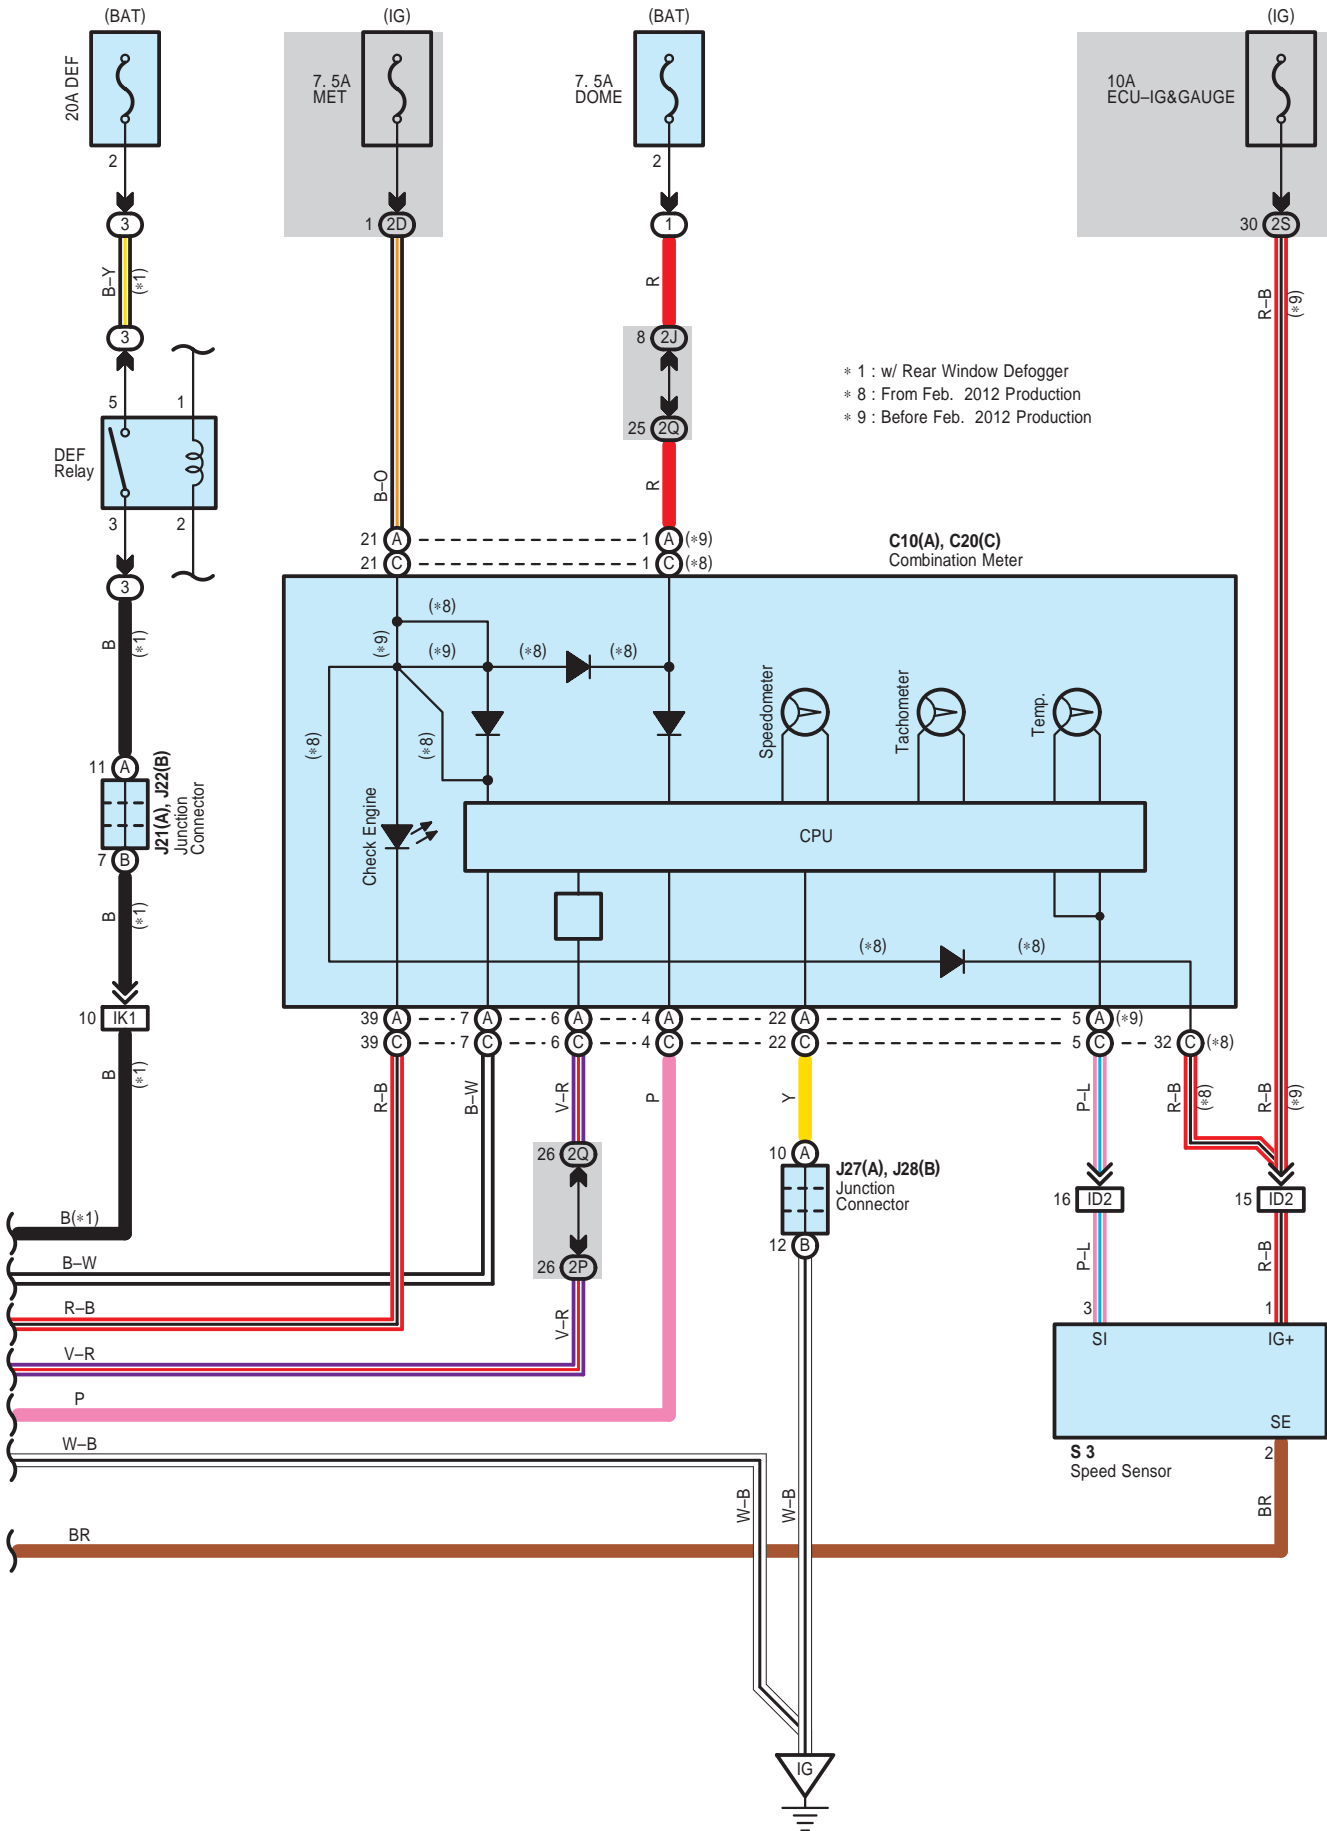 (BAT)
(IG)
(BAT)
(IG)
20A DEF
7. 5A
MET
7. 5A
DOME
10A
ECU–IG&GAUGE
2
2
3
1 2D
1
30 2S
B–Y
(*1)
R
R–B
(*9)
3
8 2J
* 1 : w/ Rear Window Defogger
* 8 : From Feb. 2012 Production
* 9 : Before Feb. 2012 Production
5
1
25 2Q
DEF
Relay
B–O
R
3
2
21 A
1 A (*9)
21 C
1 C (*8)
C10(A), C20(C)
Combination Meter
3
B
(*1)
(*8)
(*9)
(*9)
(*8)
(*8)
(*8)
(*8)
Speedometer
Tachometer
Temp.
11 A
J21(A), J22(B)
Junction
Connector
7 B
Check Engine
CPU
B
(*1)
(*8)
(*8)
10 IK1
39 A
7 A
6 A
4 A
22 A
5 A (*9)
39 C
7 C
6 C
4 C
22 C
5 C
32 C (*8)
B
(*1)
R–B
B–W
V–R
P
Y
P–L
R–B
(*8)
R–B
(*9)
26 2Q
10 A
J27(A), J28(B)
Junction
Connector
16 ID2
15 ID2
B(*1)
12 B
B–W
26 2P
P–L
R–B
R–B
V–R
3
1
SI
IG+
V–R
P
SE
W–B
S 3
Speed Sensor
2
W–B
W–B
BR
BR
IG